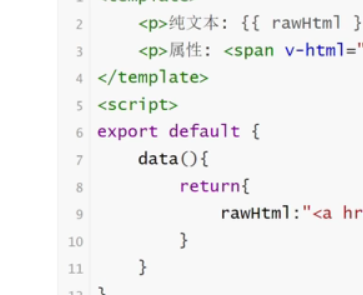 1 <template>
2 <p>纯文本: {{ rawHtml }
3 <p>属性: <span v-html="
4 </template>
5 <script>
6 export default {
7 data(){
8 return{
9 rawHtml:"<a hr
10 }
11 }
12 }